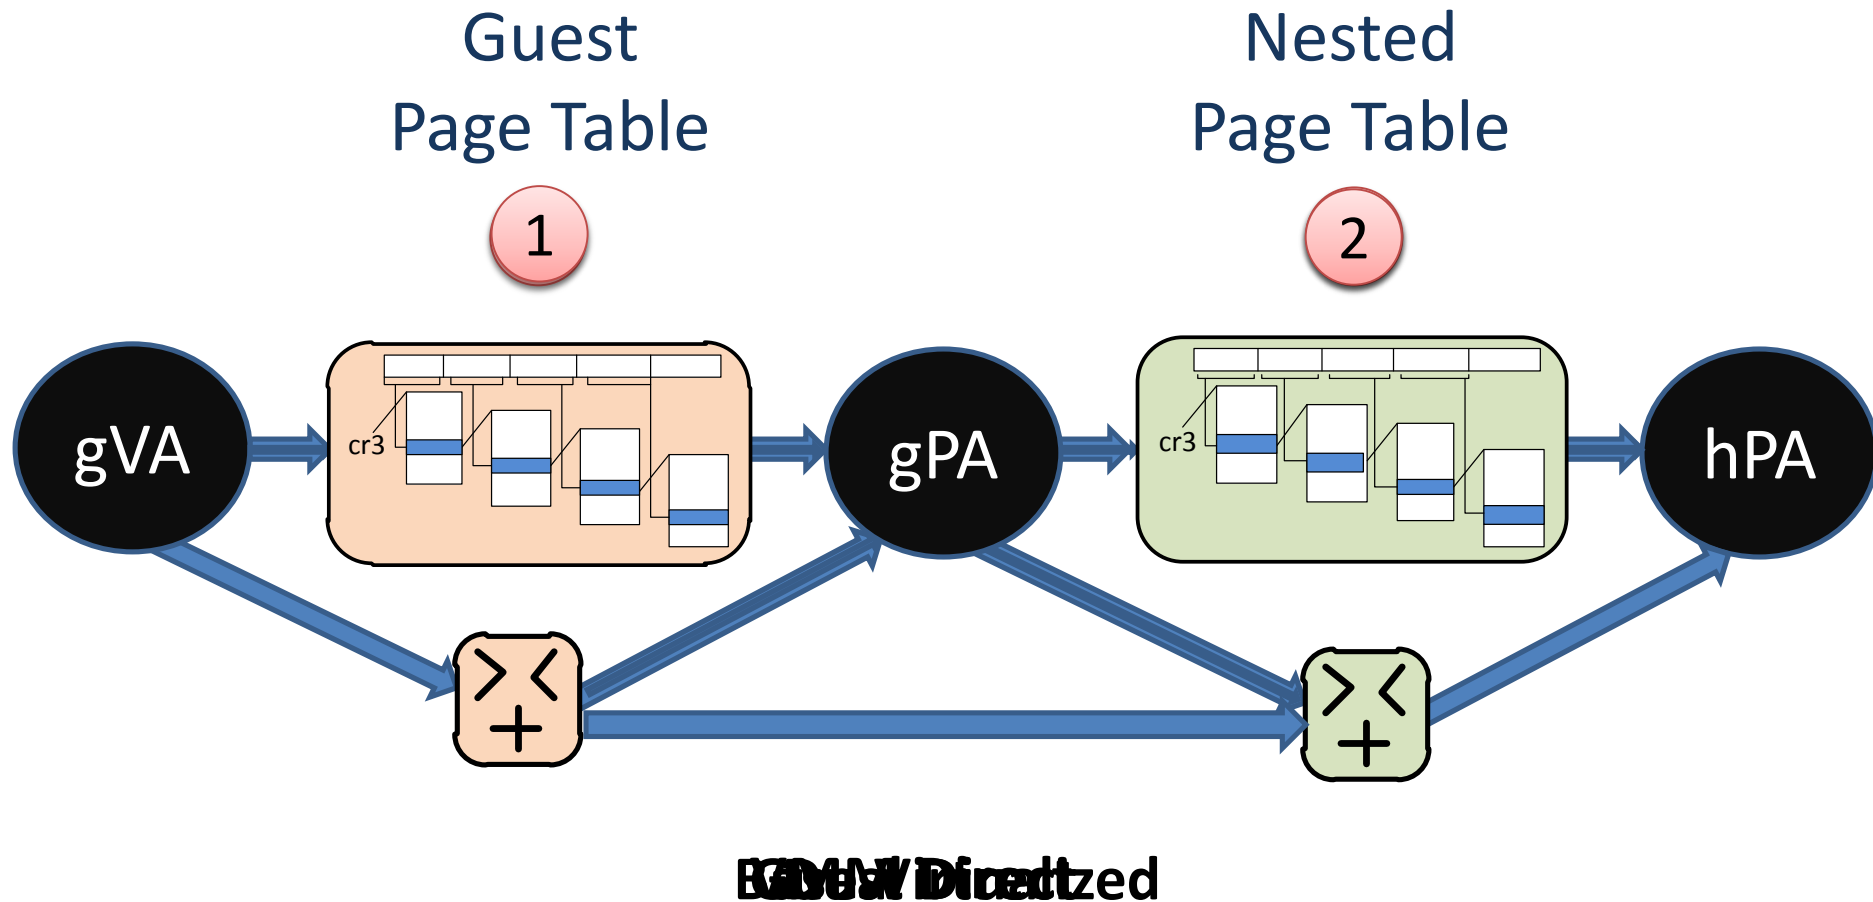 Guest
Page Table
Nested
Page Table
1
2
gVA
cr3
gPA
cr3
hPA
> <
+
> <
+